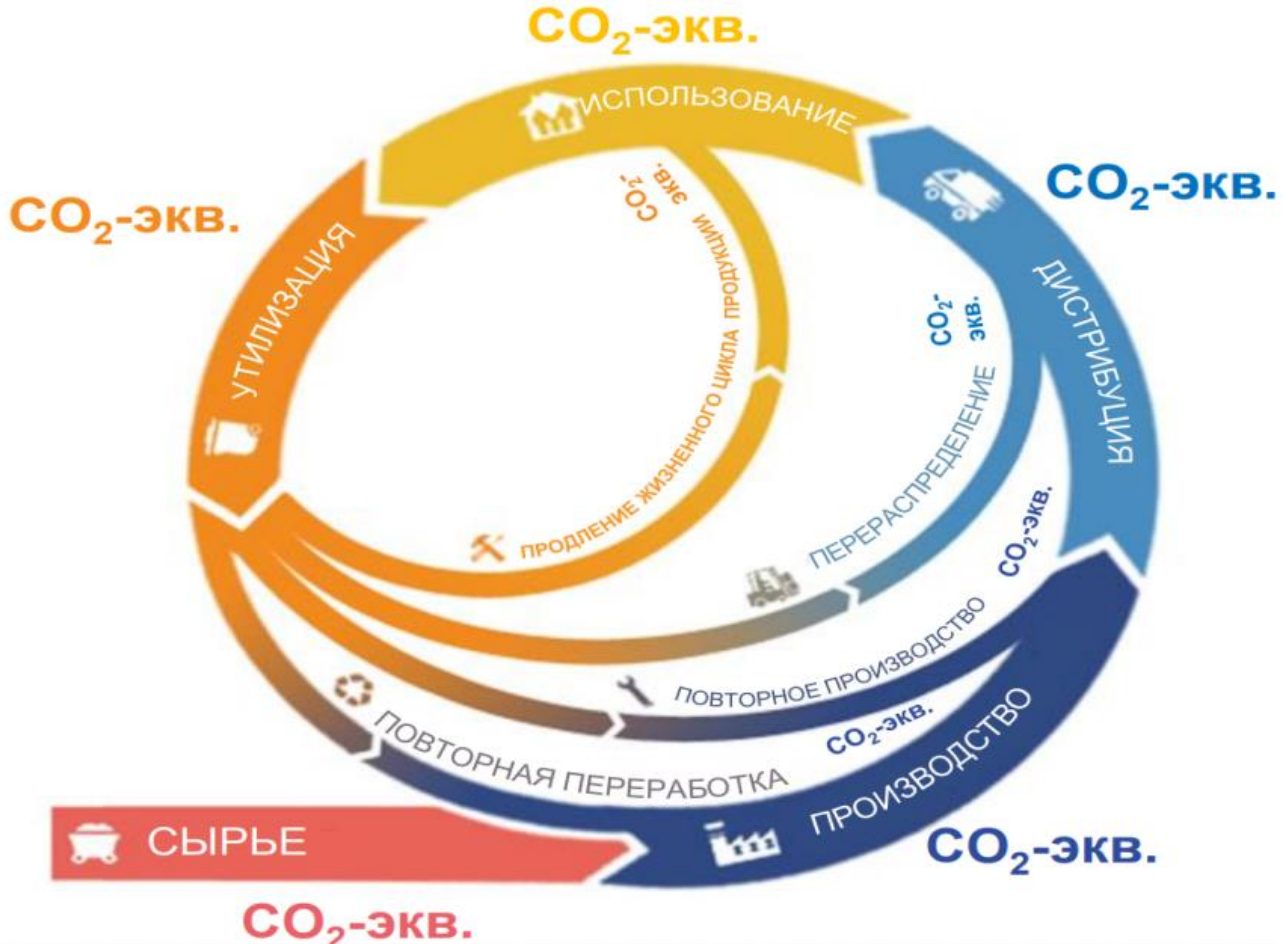 CO₂-экв.
ИСПОЛЬЗОВАНИЕ
CO₂-экв.
ДИСТРИБУЦИЯ
CO₂-экв.
УТИЛИЗАЦИЯ
CO₂-
экв.
ПРОДЛЕНИЕ ЖИЗНЕННОГО ЦИКЛА ПРОДУКЦИИ
CO₂-
экв.
ПЕРЕРАСПРЕДЕЛЕНИЕ
CO₂-экв.
ПОВТОРНОЕ ПРОИЗВОДСТВО
CO₂-экв.
ПОВТОРНАЯ ПЕРЕРАБОТКА
ПРОИЗВОДСТВО
CO₂-экв.
СЫРЬЕ
CO₂-экв.